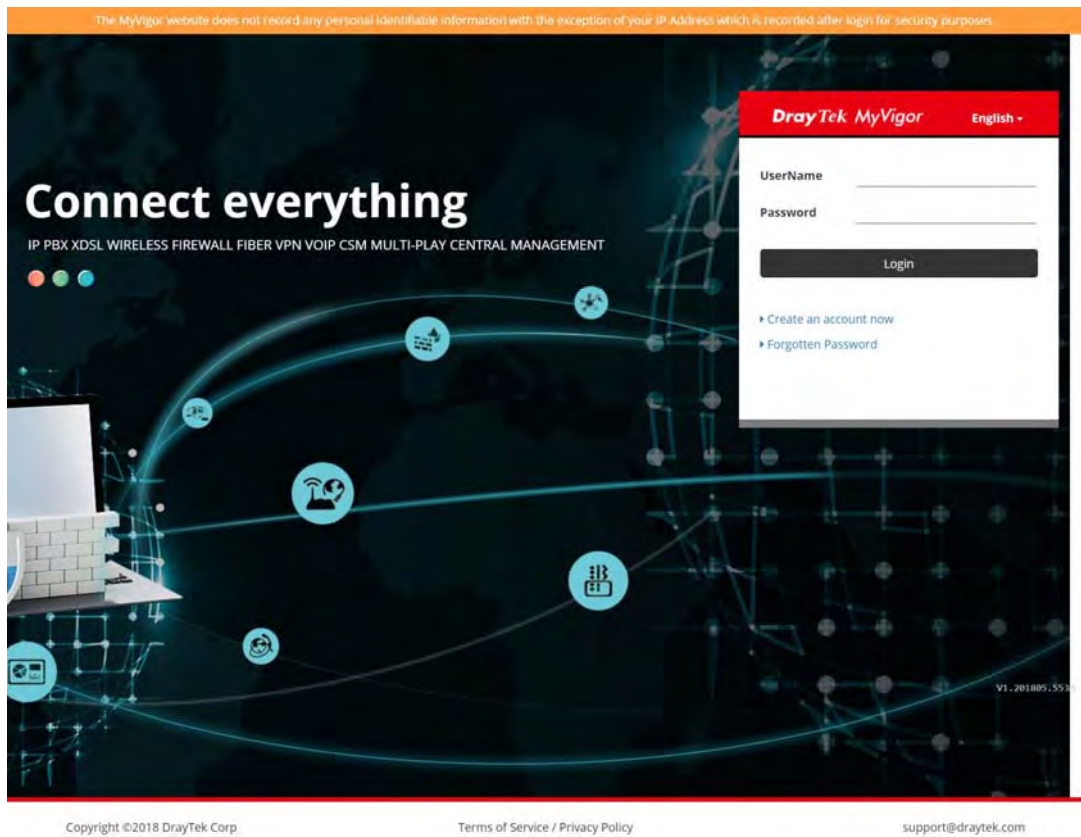 The MyVigor website does not record any personal identifiable information with the exception of your IP Address which is recorded after login for security purposes.
DrayTek MyVigor
English
UserName
Password
Login
Create an account now
Forgotten Password
Connect everything
IP PBX XDSL WIRELESS FIREWALL FIBER VPN VOIP CSM MULTI-PLAY CENTRAL MANAGEMENT
Copyright ©2018 DrayTek Corp
Terms of Service / Privacy Policy
support@draytek.com